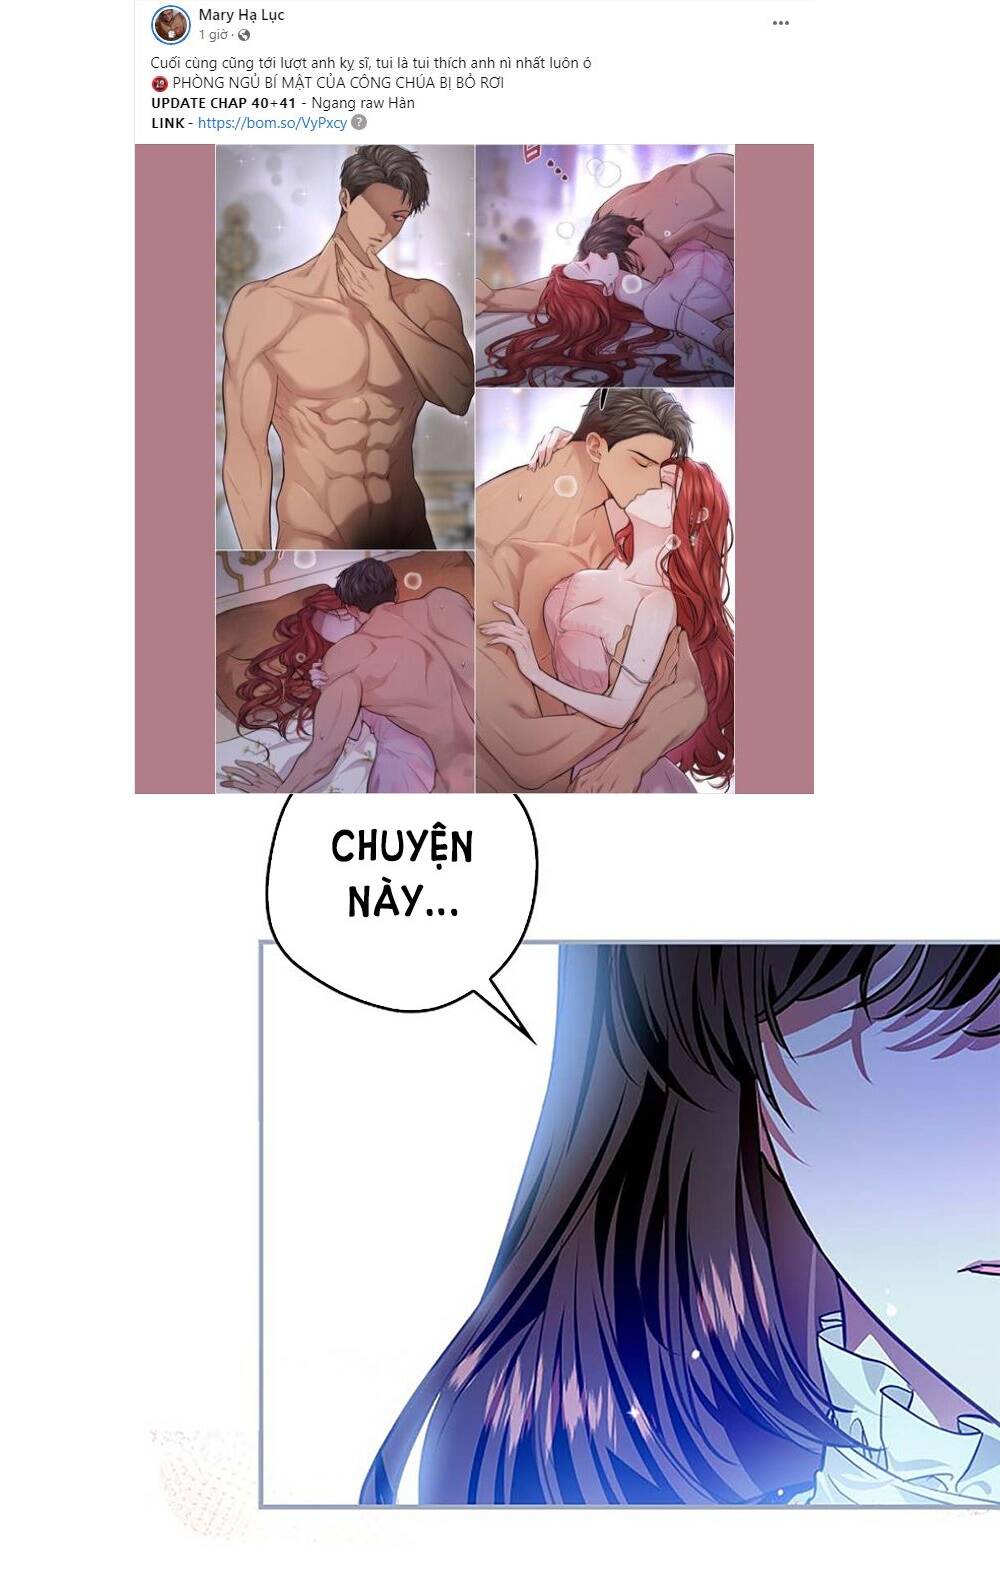 Mary Hạ Lục
1 giờ ·
Cuối cùng cũng tới lượt anh kỵ sĩ, tui là tui thích anh nì nhất luôn ó
🔞 PHÒNG NGỦ BÍ MẬT CỦA CÔNG CHÚA BỊ BỎ RƠI
UPDATE CHAP 40+41 - Ngang raw Hàn
LINK - https://bom.so/VyPxcy ?
CHUYỆN
NÀY...